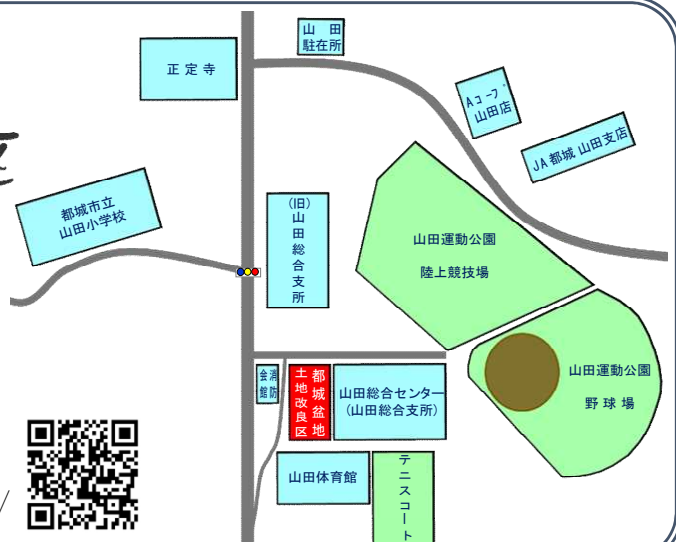 山 田
駐在所
正 定 寺
Aコープ
山田店
JA 都城 山田支店
都城市立
山田小学校
(旧)
山田総合支所
山田運動公園
陸上競技場
山田運動公園
野 球 場
消防
会館
都城盆地
土地改良区
山田総合センター
(山田総合支所)
山田体育館
テニスコート
区